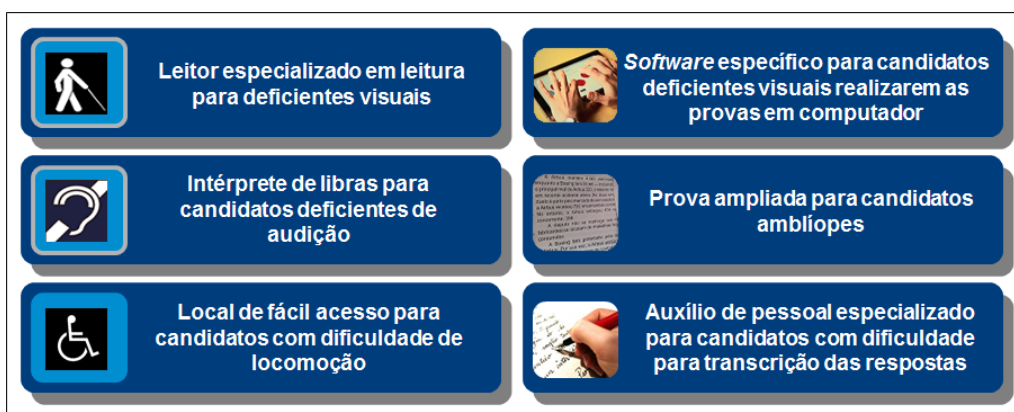 Leitor especializado em leitura
para deficientes visuais
Software específico para candidatos
deficientes visuais realizarem as
provas em computador
Intérprete de libras para
candidatos deficientes de
audição
Prova ampliada para candidatos
amblíopes
Local de fácil acesso para
candidatos com dificuldade de
locomoção
Auxílio de pessoal especializado
para candidatos com dificuldade
para transcrição das respostas